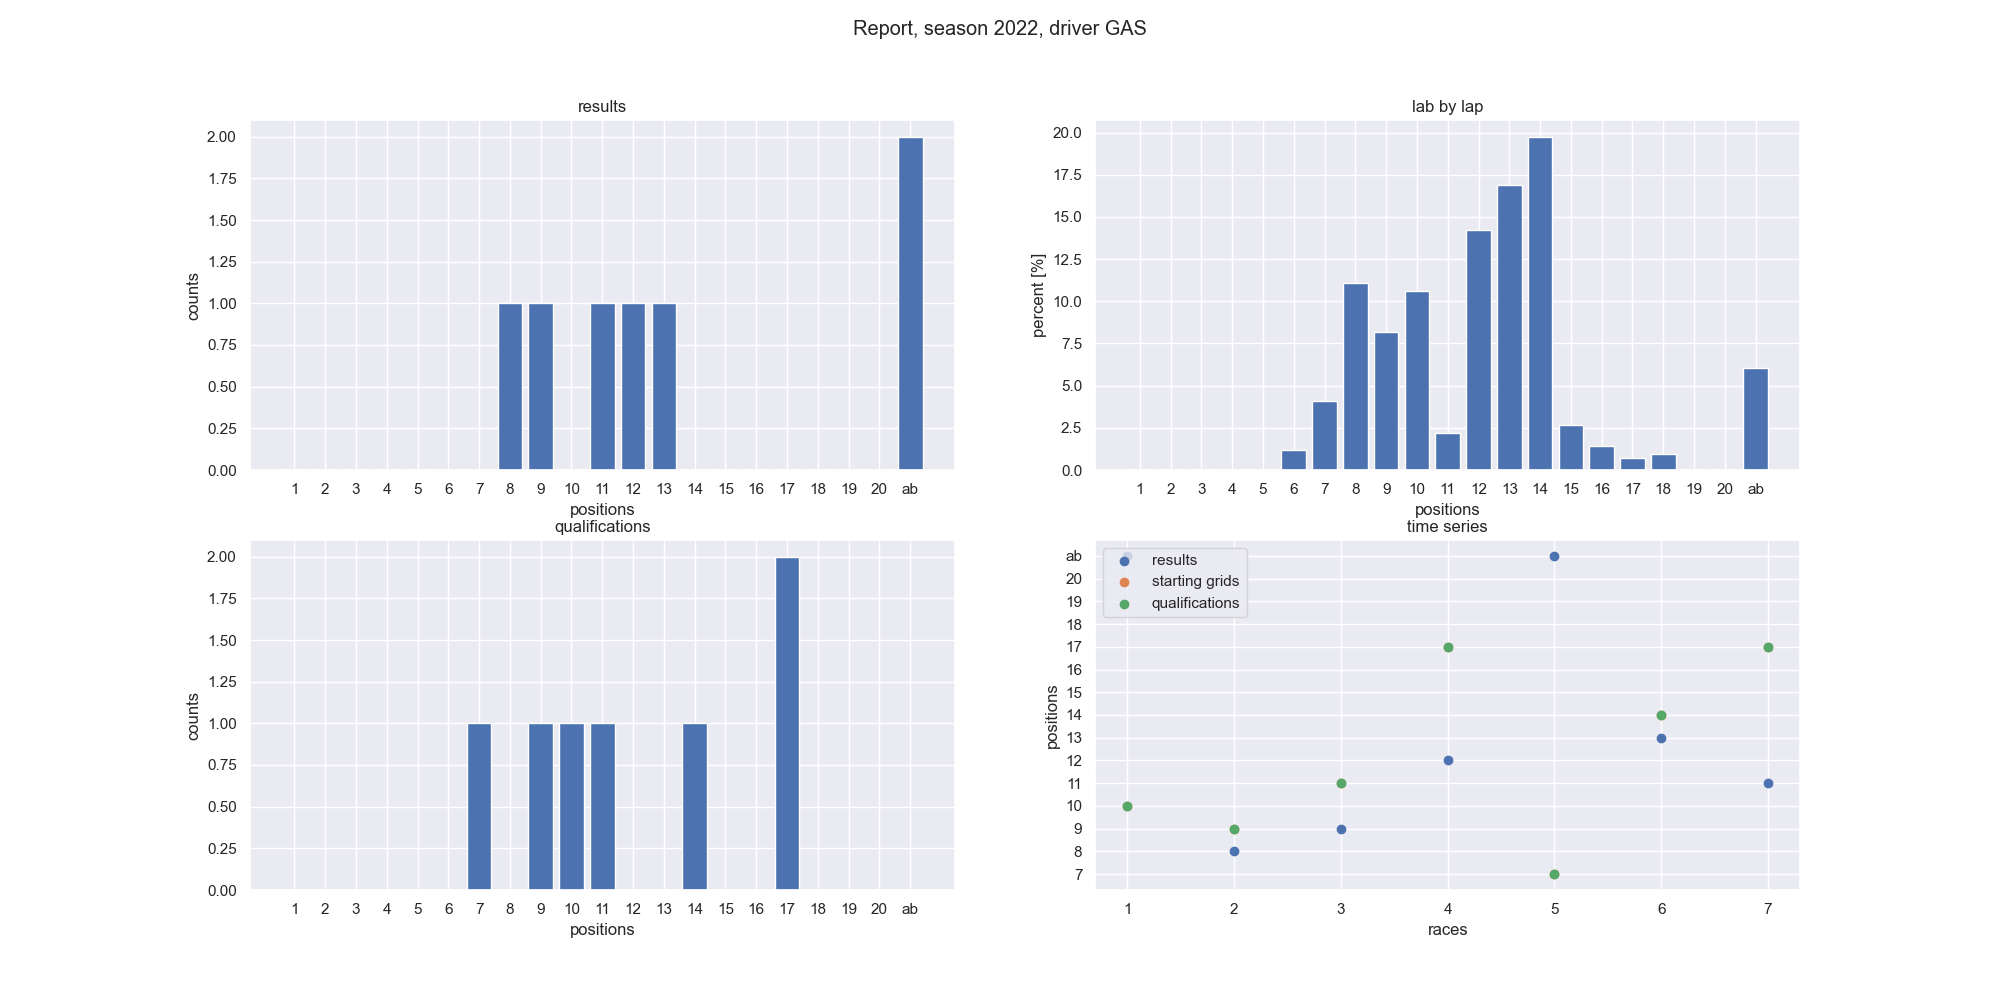 Report, season 2022, driver GAS
results
2.00
1.75
1.50
1.25
1.00
0.75
0.50
0.25
0.00
counts
1 2 3 4 5 6 7 8 9 10 11 12 13 14 15 16 17 18 19 20 ab
positions
lab by lap
20.0
17.5
15.0
12.5
10.0
7.5
5.0
2.5
0.0
percent [%]
1 2 3 4 5 6 7 8 9 10 11 12 13 14 15 16 17 18 19 20 ab
positions
qualifications
2.00
1.75
1.50
1.25
1.00
0.75
0.50
0.25
0.00
counts
1 2 3 4 5 6 7 8 9 10 11 12 13 14 15 16 17 18 19 20 ab
positions
time series
ab
20
19
18
17
16
15
14
13
12
11
10
9
8
7
positions
results
starting grids
qualifications
1 2 3 4 5 6 7
races